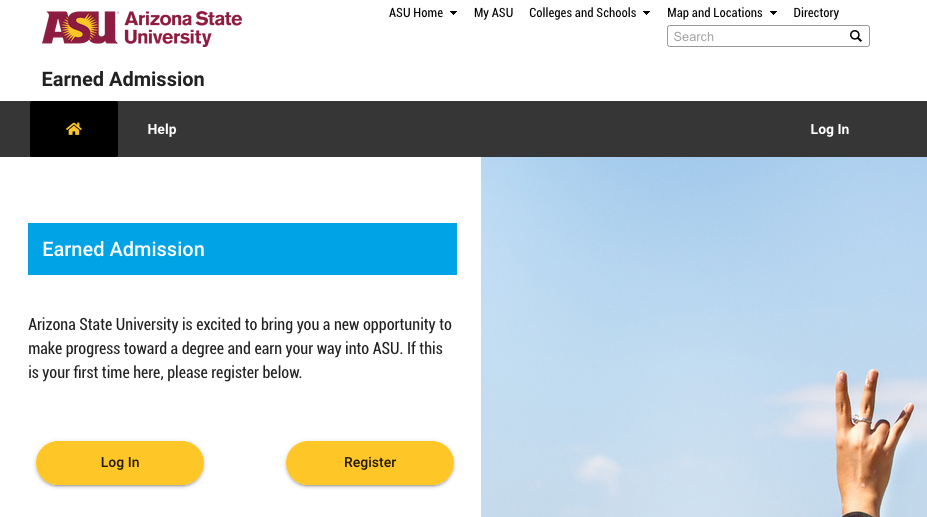 ASU Arizona State University
ASU Home My ASU Colleges and Schools Map and Locations Directory
Search
Earned Admission
Help Log In
Earned Admission
Arizona State University is excited to bring you a new opportunity to
make progress toward a degree and earn your way into ASU. If this
is your first time here, please register below.
Log In Register